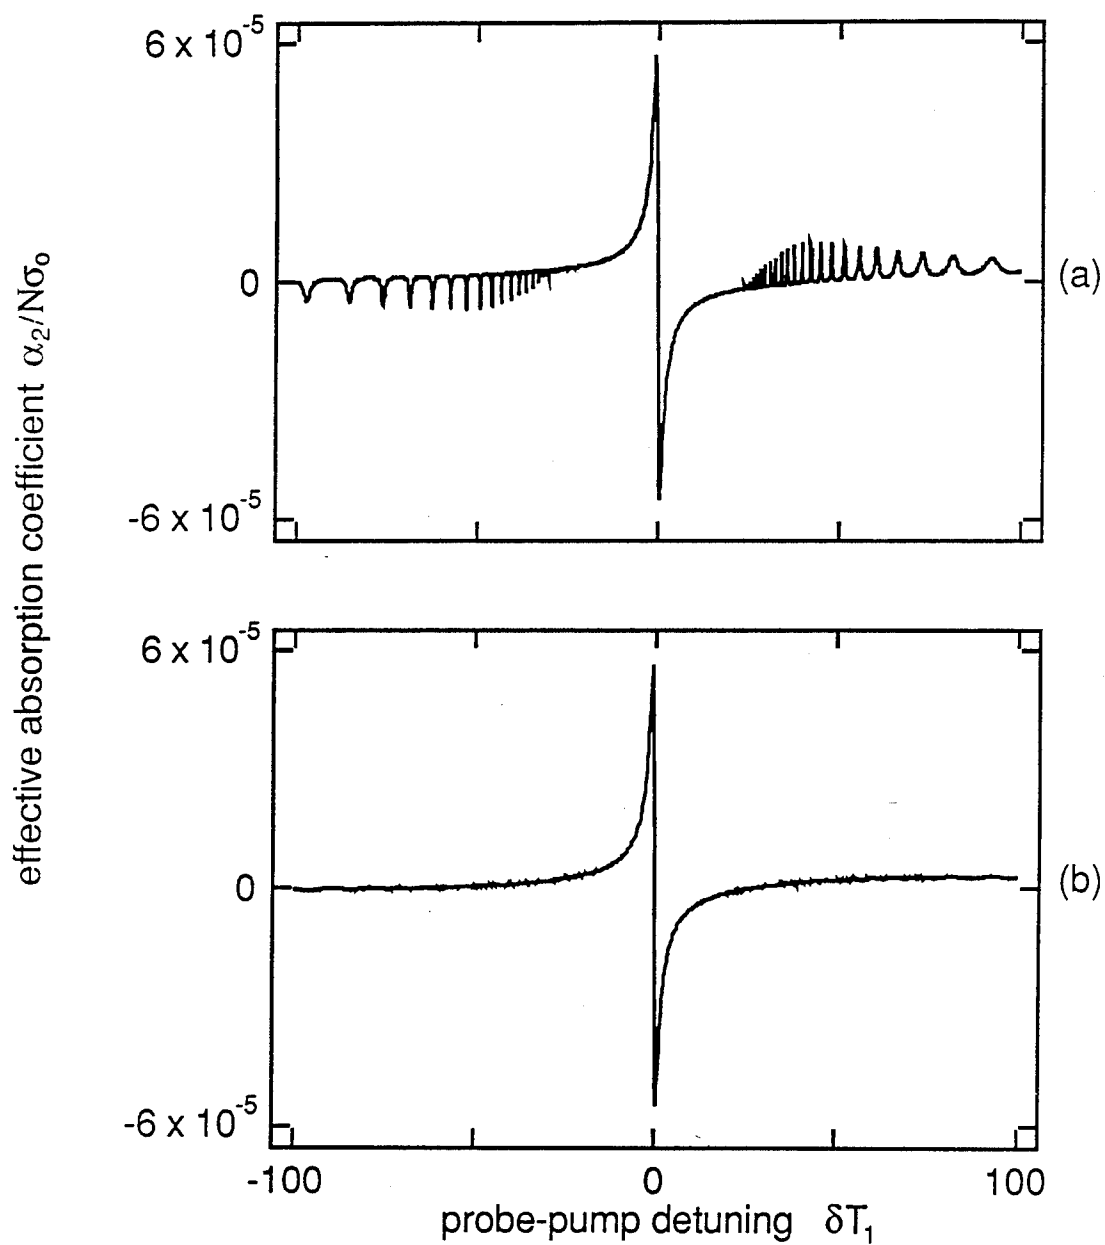 effective absorption coefficient α₂/Nσ₀
6 x 10⁻⁵
0
-6 x 10⁻⁵
(a)
6 x 10⁻⁵
0
-6 x 10⁻⁵
(b)
-100 0 100
probe-pump detuning δT₁